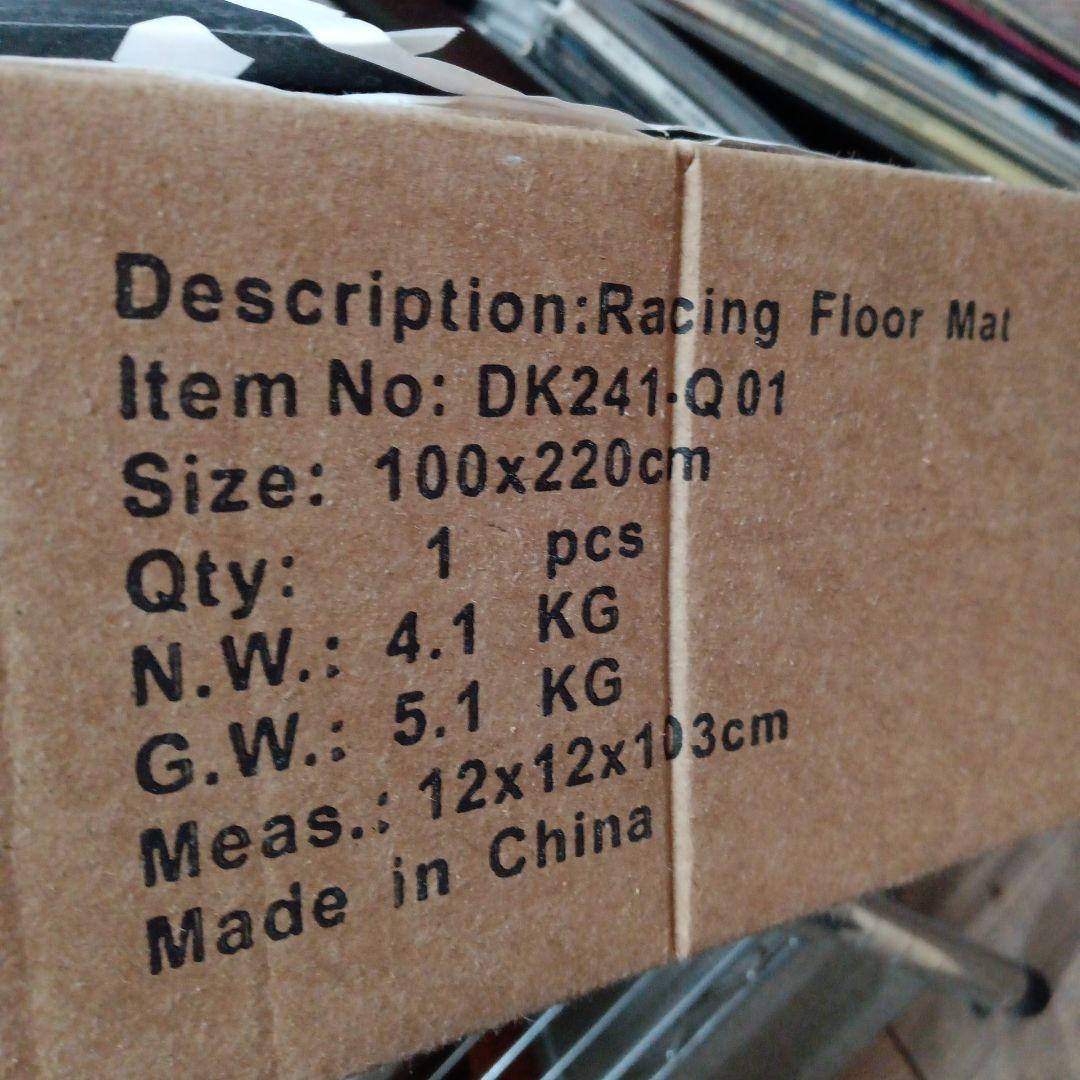 Description:Racing Floor Mat
Item No: DK241-Q01
Size: 100x220cm
Qty: 1 pcs
N.W.: 4.1 KG
G.W.: 5.1 KG
Meas.: 12x12x103cm
Made in China